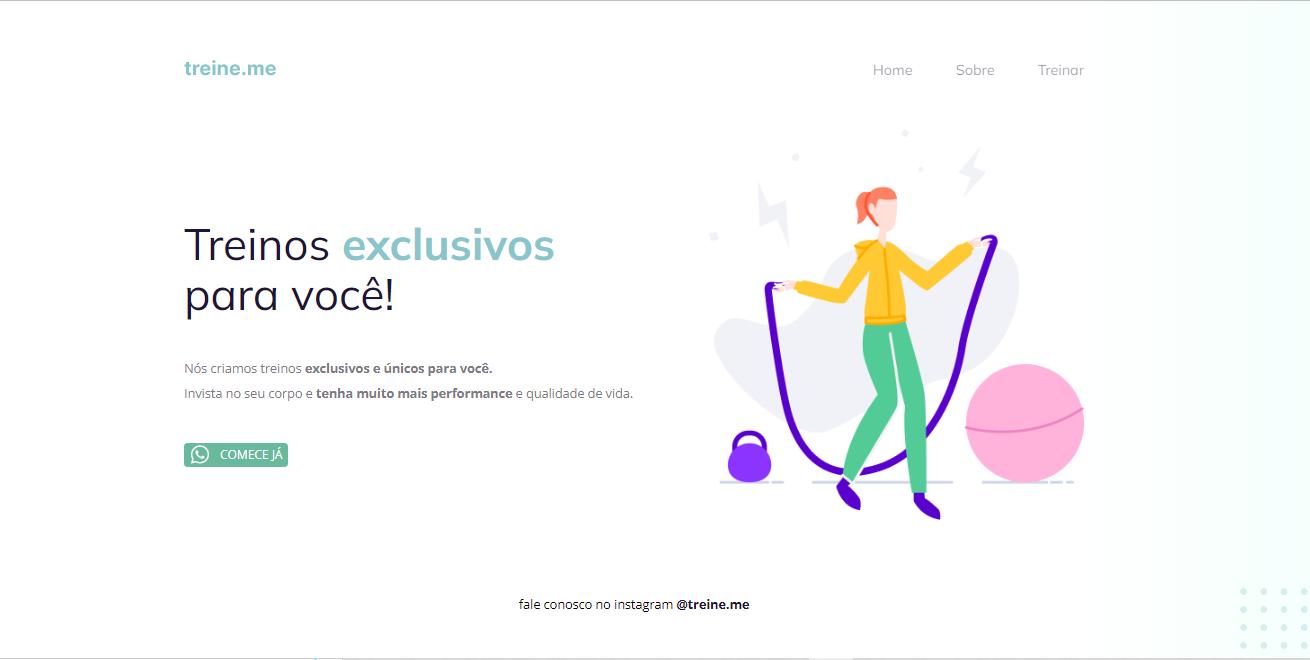 treine.me
Home Sobre Treinar
Treinos exclusivos
para você!
Nós criamos treinos exclusivos e únicos para você.
Invista no seu corpo e tenha muito mais performance e qualidade de vida.
COMECE JÁ
fale conosco no instagram @treine.me